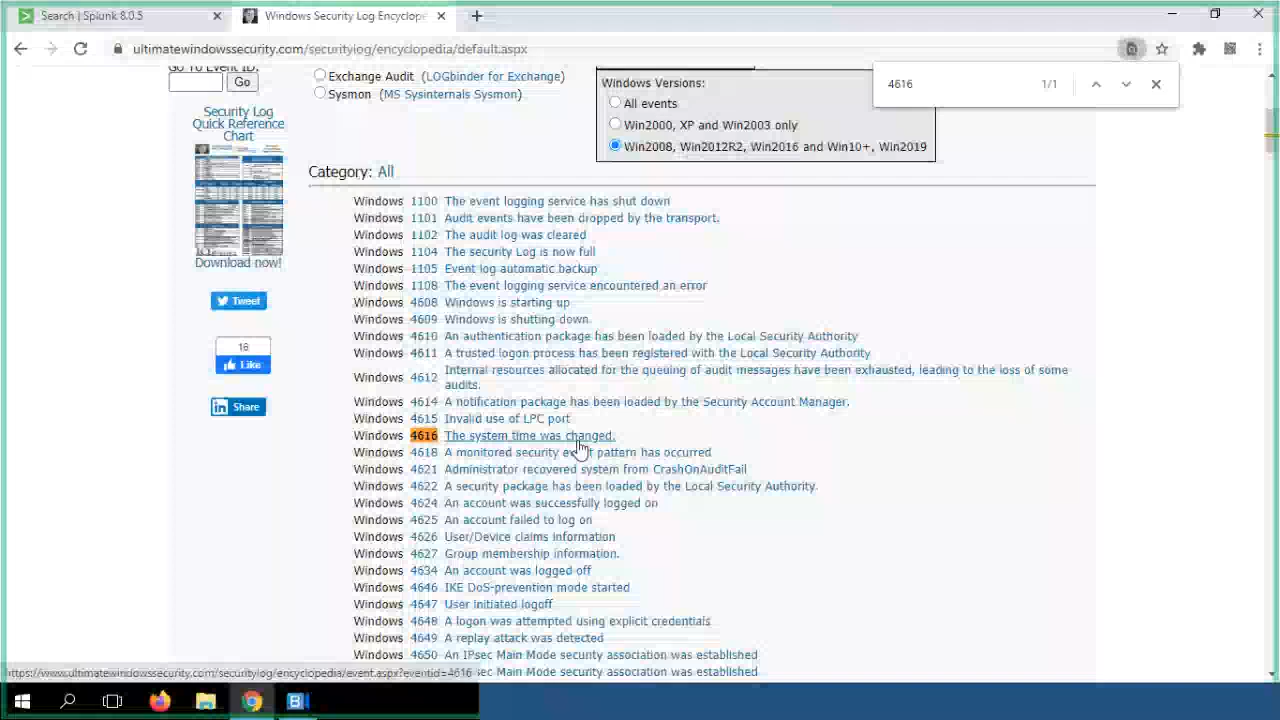 Search | Splunk 8.0.5
Windows Security Log Encyclope
ultimatewindowssecurity.com/securitylog/encyclopedia/default.aspx
4616
1/1
Go To Event ID:
Go
Security Log
Quick Reference
Chart
Download now!
Tweet
16
Like
Share
Exchange Audit (LOGbinder for Exchange)
Sysmon (MS Sysinternals Sysmon)
Windows Versions:
All events
Win2000, XP and Win2003 only
Win2008, Win2012R2, Win2016 and Win10+, Win2019
Category: All
Windows 1100 The event logging service has shut down
Windows 1101 Audit events have been dropped by the transport.
Windows 1102 The audit log was cleared
Windows 1104 The security Log is now full
Windows 1105 Event log automatic backup
Windows 1108 The event logging service encountered an error
Windows 4608 Windows is starting up
Windows 4609 Windows is shutting down
Windows 4610 An authentication package has been loaded by the Local Security Authority
Windows 4611 A trusted logon process has been registered with the Local Security Authority
Windows 4612 Internal resources allocated for the queuing of audit messages have been exhausted, leading to the loss of some
audits.
Windows 4614 A notification package has been loaded by the Security Account Manager.
Windows 4615 Invalid use of LPC port
Windows 4616 The system time was changed.
Windows 4618 A monitored security event pattern has occurred
Windows 4621 Administrator recovered system from CrashOnAuditFail
Windows 4622 A security package has been loaded by the Local Security Authority.
Windows 4624 An account was successfully logged on
Windows 4625 An account failed to log on
Windows 4626 User/Device claims information
Windows 4627 Group membership information.
Windows 4634 An account was logged off
Windows 4646 IKE DoS-prevention mode started
Windows 4647 User initiated logoff
Windows 4648 A logon was attempted using explicit credentials
Windows 4649 A replay attack was detected
Windows 4650 An IPsec Main Mode security association was established
https://www.ultimatewindowssecurity.com/securitylog/encyclopedia/event.aspx?eventid=4616
sec Main Mode security association was established